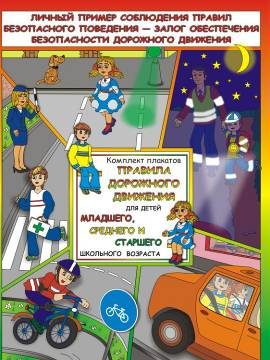 ЛИЧНЫЙ ПРИМЕР СОБЛЮДЕНИЯ ПРАВИЛ
БЕЗОПАСНОГО ПОВЕДЕНИЯ — ЗАЛОГ ОБЕСПЕЧЕНИЯ
БЕЗОПАСНОСТИ ДОРОЖНОГО ДВИЖЕНИЯ
Комплект плакатов
ПРАВИЛА
ДОРОЖНОГО
ДВИЖЕНИЯ
ДЛЯ ДЕТЕЙ
МЛАДШЕГО,
СРЕДНЕГО И
СТАРШЕГО
ШКОЛЬНОГО ВОЗРАСТА